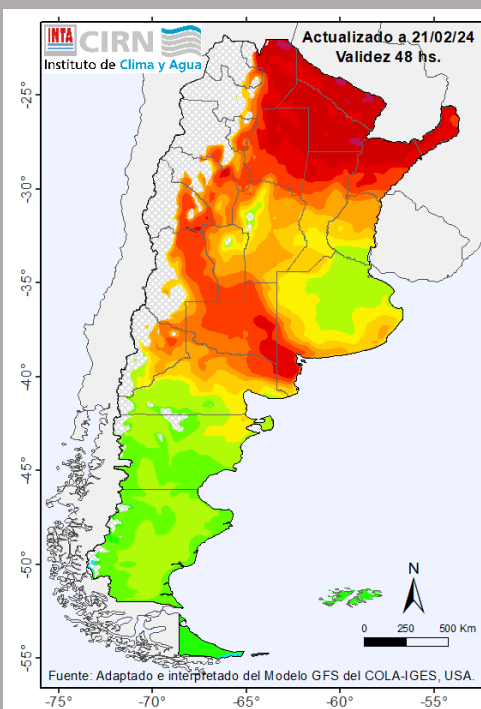 INTA CIRN
Instituto de Clima y Agua
Actualizado a 21/02/24
Validez 48 hs.
-25°
-30°
-35°
-40°
-45°
-50°
-55°
N
0 250 500 Km
Fuente: Adaptado e interpretado del Modelo GFS del COLA-IGES, USA.
-75° -70° -65° -60° -55°